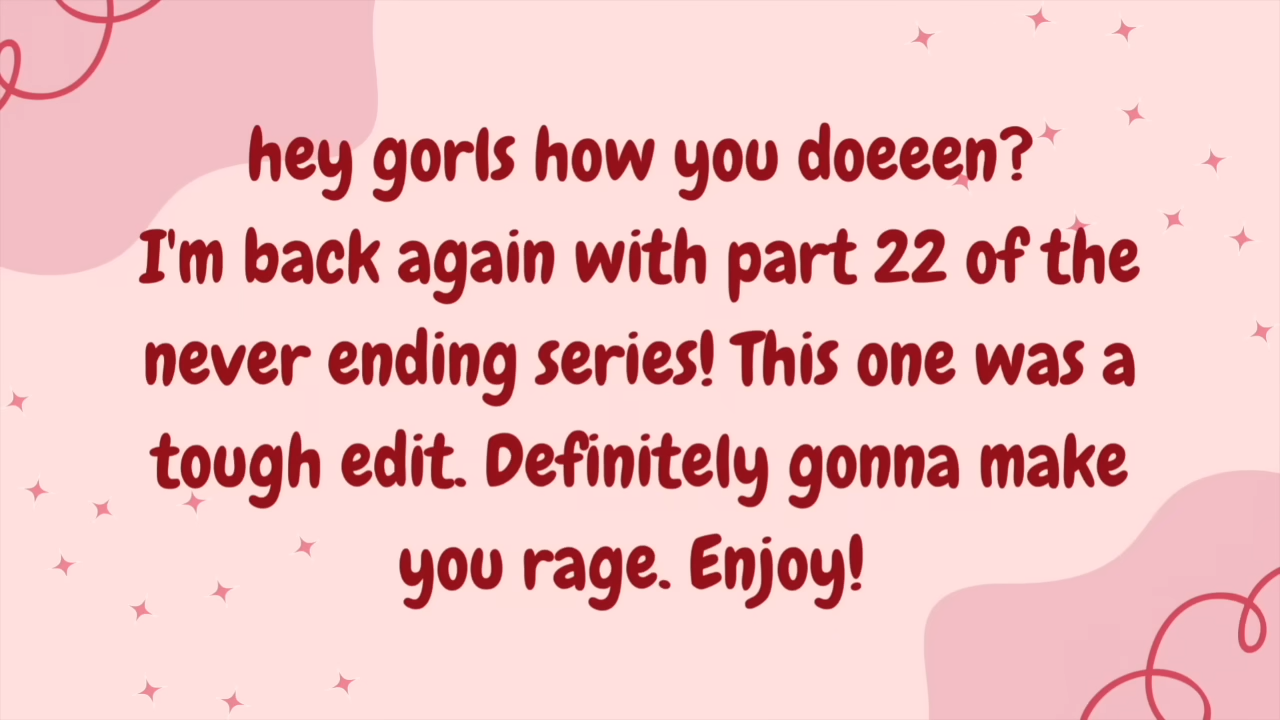 hey gorls how you doeeen?
I'm back again with part 22 of the
never ending series! This one was a
tough edit. Definitely gonna make
you rage. Enjoy!